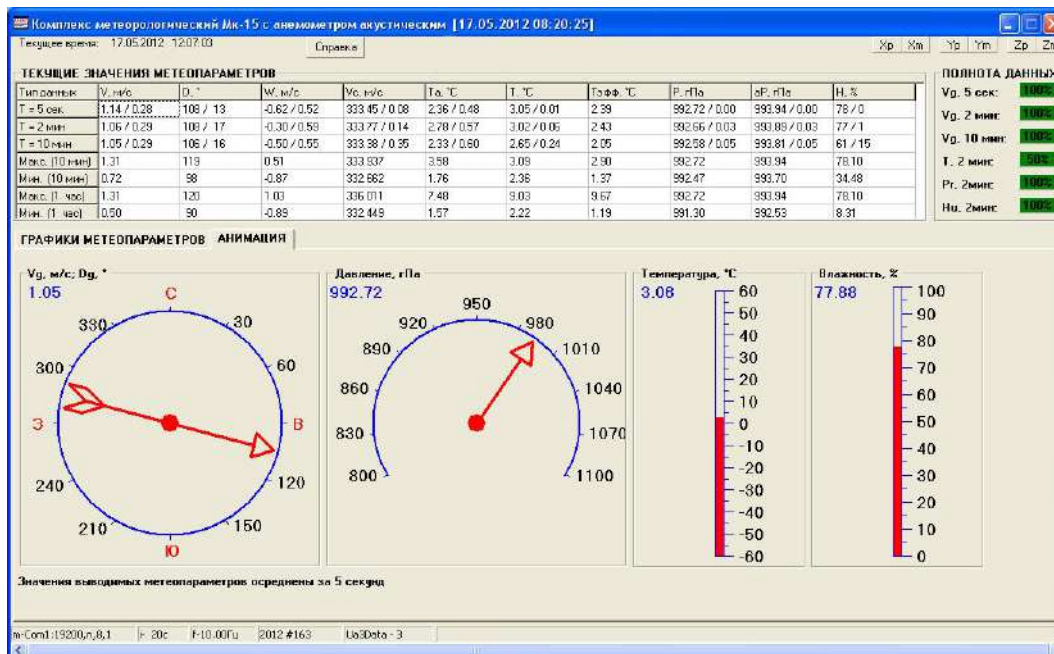 Комплекс метеорологический Мк-15 с анемометром акустическим [17.05.2012 08:20:25]
Текущее время: 17.05.2012 12:07:03 Справка Xp Xm Yp Ym Zp Zm
ТЕКУЩИЕ ЗНАЧЕНИЯ МЕТЕОПАРАМЕТРОВ ПОЛНОТА ДАННЫХ
Тип данных V, м/с D, ° W, м/с Vc, м/с Ta, °C T, °C Tэфф, °C P, гПа аР, гПа H, %
T = 5 сек 1.14 / 0.28 108 / 13 -0.62 / 0.52 333.45 / 0.08 2.36 / 0.48 3.05 / 0.01 2.39 992.72 / 0.00 993.94 / 0.00 78 / 0
T = 2 мин 1.06 / 0.29 108 / 17 -0.30 / 0.59 333.77 / 0.14 2.78 / 0.57 3.02 / 0.06 2.43 992.66 / 0.03 993.89 / 0.03 77 / 1
T = 10 мин 1.05 / 0.29 106 / 16 -0.50 / 0.55 333.38 / 0.35 2.33 / 0.60 2.65 / 0.24 2.05 992.58 / 0.05 993.81 / 0.05 61 / 15
Макс. (10 мин) 1.31 119 0.51 333.937 3.58 3.09 2.90 992.72 993.94 78.10
Мин. (10 мин) 0.72 98 -0.87 332.662 1.76 2.36 1.37 992.47 993.70 34.48
Макс. (1 час) 1.31 120 1.03 336.011 7.48 9.03 9.67 992.72 993.94 78.10
Мин. (1 час) 0.50 90 -0.89 332.449 1.57 2.22 1.19 991.30 992.53 8.31
Vg. 5 сек: 100%
Vg. 2 мин: 100%
Vg. 10 мин: 100%
T. 2 мин: 50%
Pr. 2мин: 100%
Hu. 2мин: 100%
ГРАФИКИ МЕТЕОПАРАМЕТРОВ АНИМАЦИЯ
Vg, м/с; Dg, °
1.05
С
30
60
В
120
150
Ю
210
240
З
300
330
Давление, гПа
992.72
800
830
860
890
920
950
980
1010
1040
1070
1100
Температура, °C
3.08
60
50
40
30
20
10
0
-10
-20
-30
-40
-50
-60
Влажность, %
77.88
100
90
80
70
60
50
40
30
20
10
0
Значения выводимых метеопараметров осреднены за 5 секунд
m-Com1:19200,n,8,1 20с f-10.00Гц 2012 #163 Ua3Data - 3